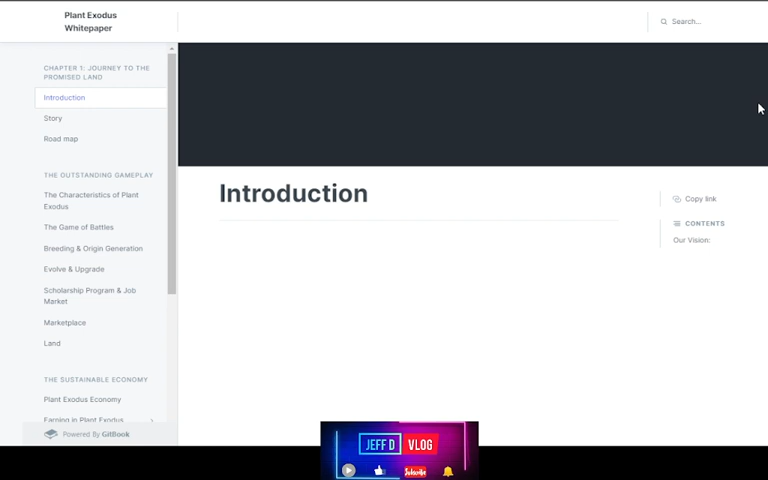 Plant Exodus
Whitepaper
Search...
CHAPTER 1: JOURNEY TO THE
PROMISED LAND
Introduction
Story
Road map
THE OUTSTANDING GAMEPLAY
The Characteristics of Plant
Exodus
The Game of Battles
Breeding & Origin Generation
Evolve & Upgrade
Scholarship Program & Job
Market
Marketplace
Land
THE SUSTAINABLE ECONOMY
Plant Exodus Economy
Earning in Plant Exodus
Powered By GitBook
Introduction
Copy link
CONTENTS
Our Vision:
JEFF D VLOG
Subscribe